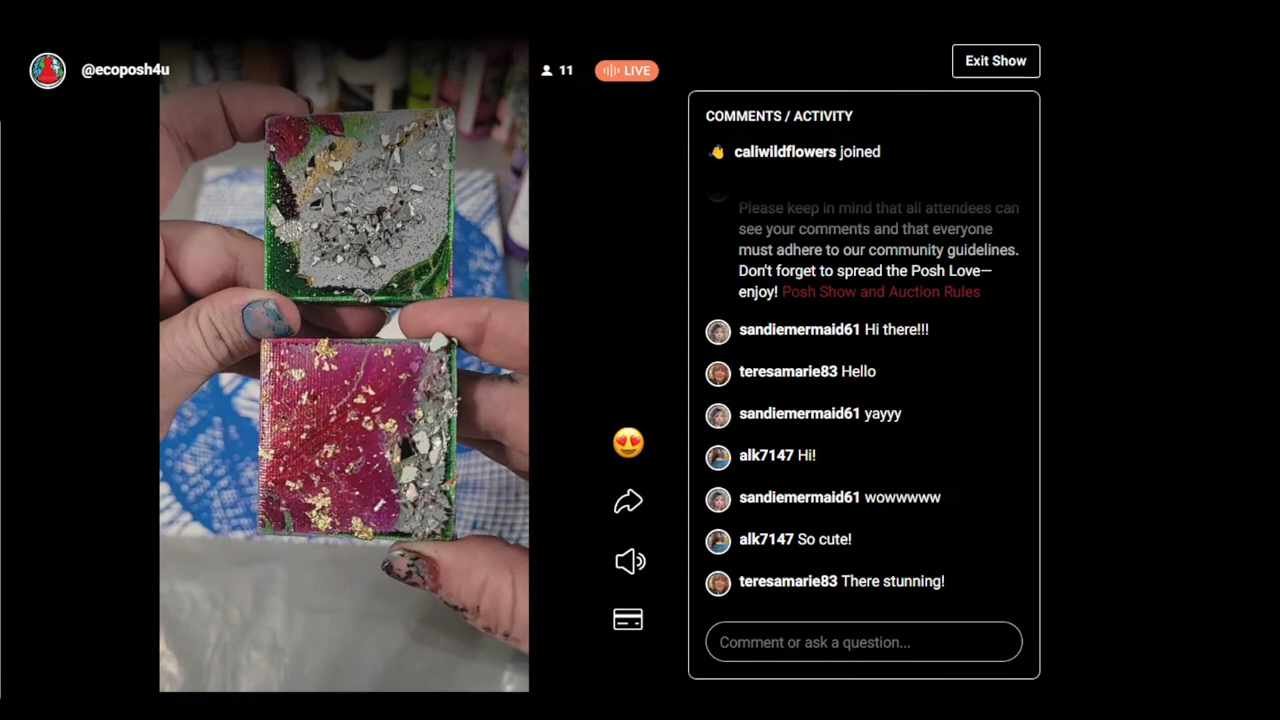 @ecoposh4u
11
LIVE
Exit Show
COMMENTS / ACTIVITY
caliwildflowers joined
Please keep in mind that all attendees can
see your comments and that everyone
must adhere to our community guidelines.
Don't forget to spread the Posh Love—
enjoy! Posh Show and Auction Rules
sandiemermaid61 Hi there!!!
teresamarie83 Hello
sandiemermaid61 yayyy
alk7147 Hi!
sandiemermaid61 wowwwww
alk7147 So cute!
teresamarie83 There stunning!
Comment or ask a question...